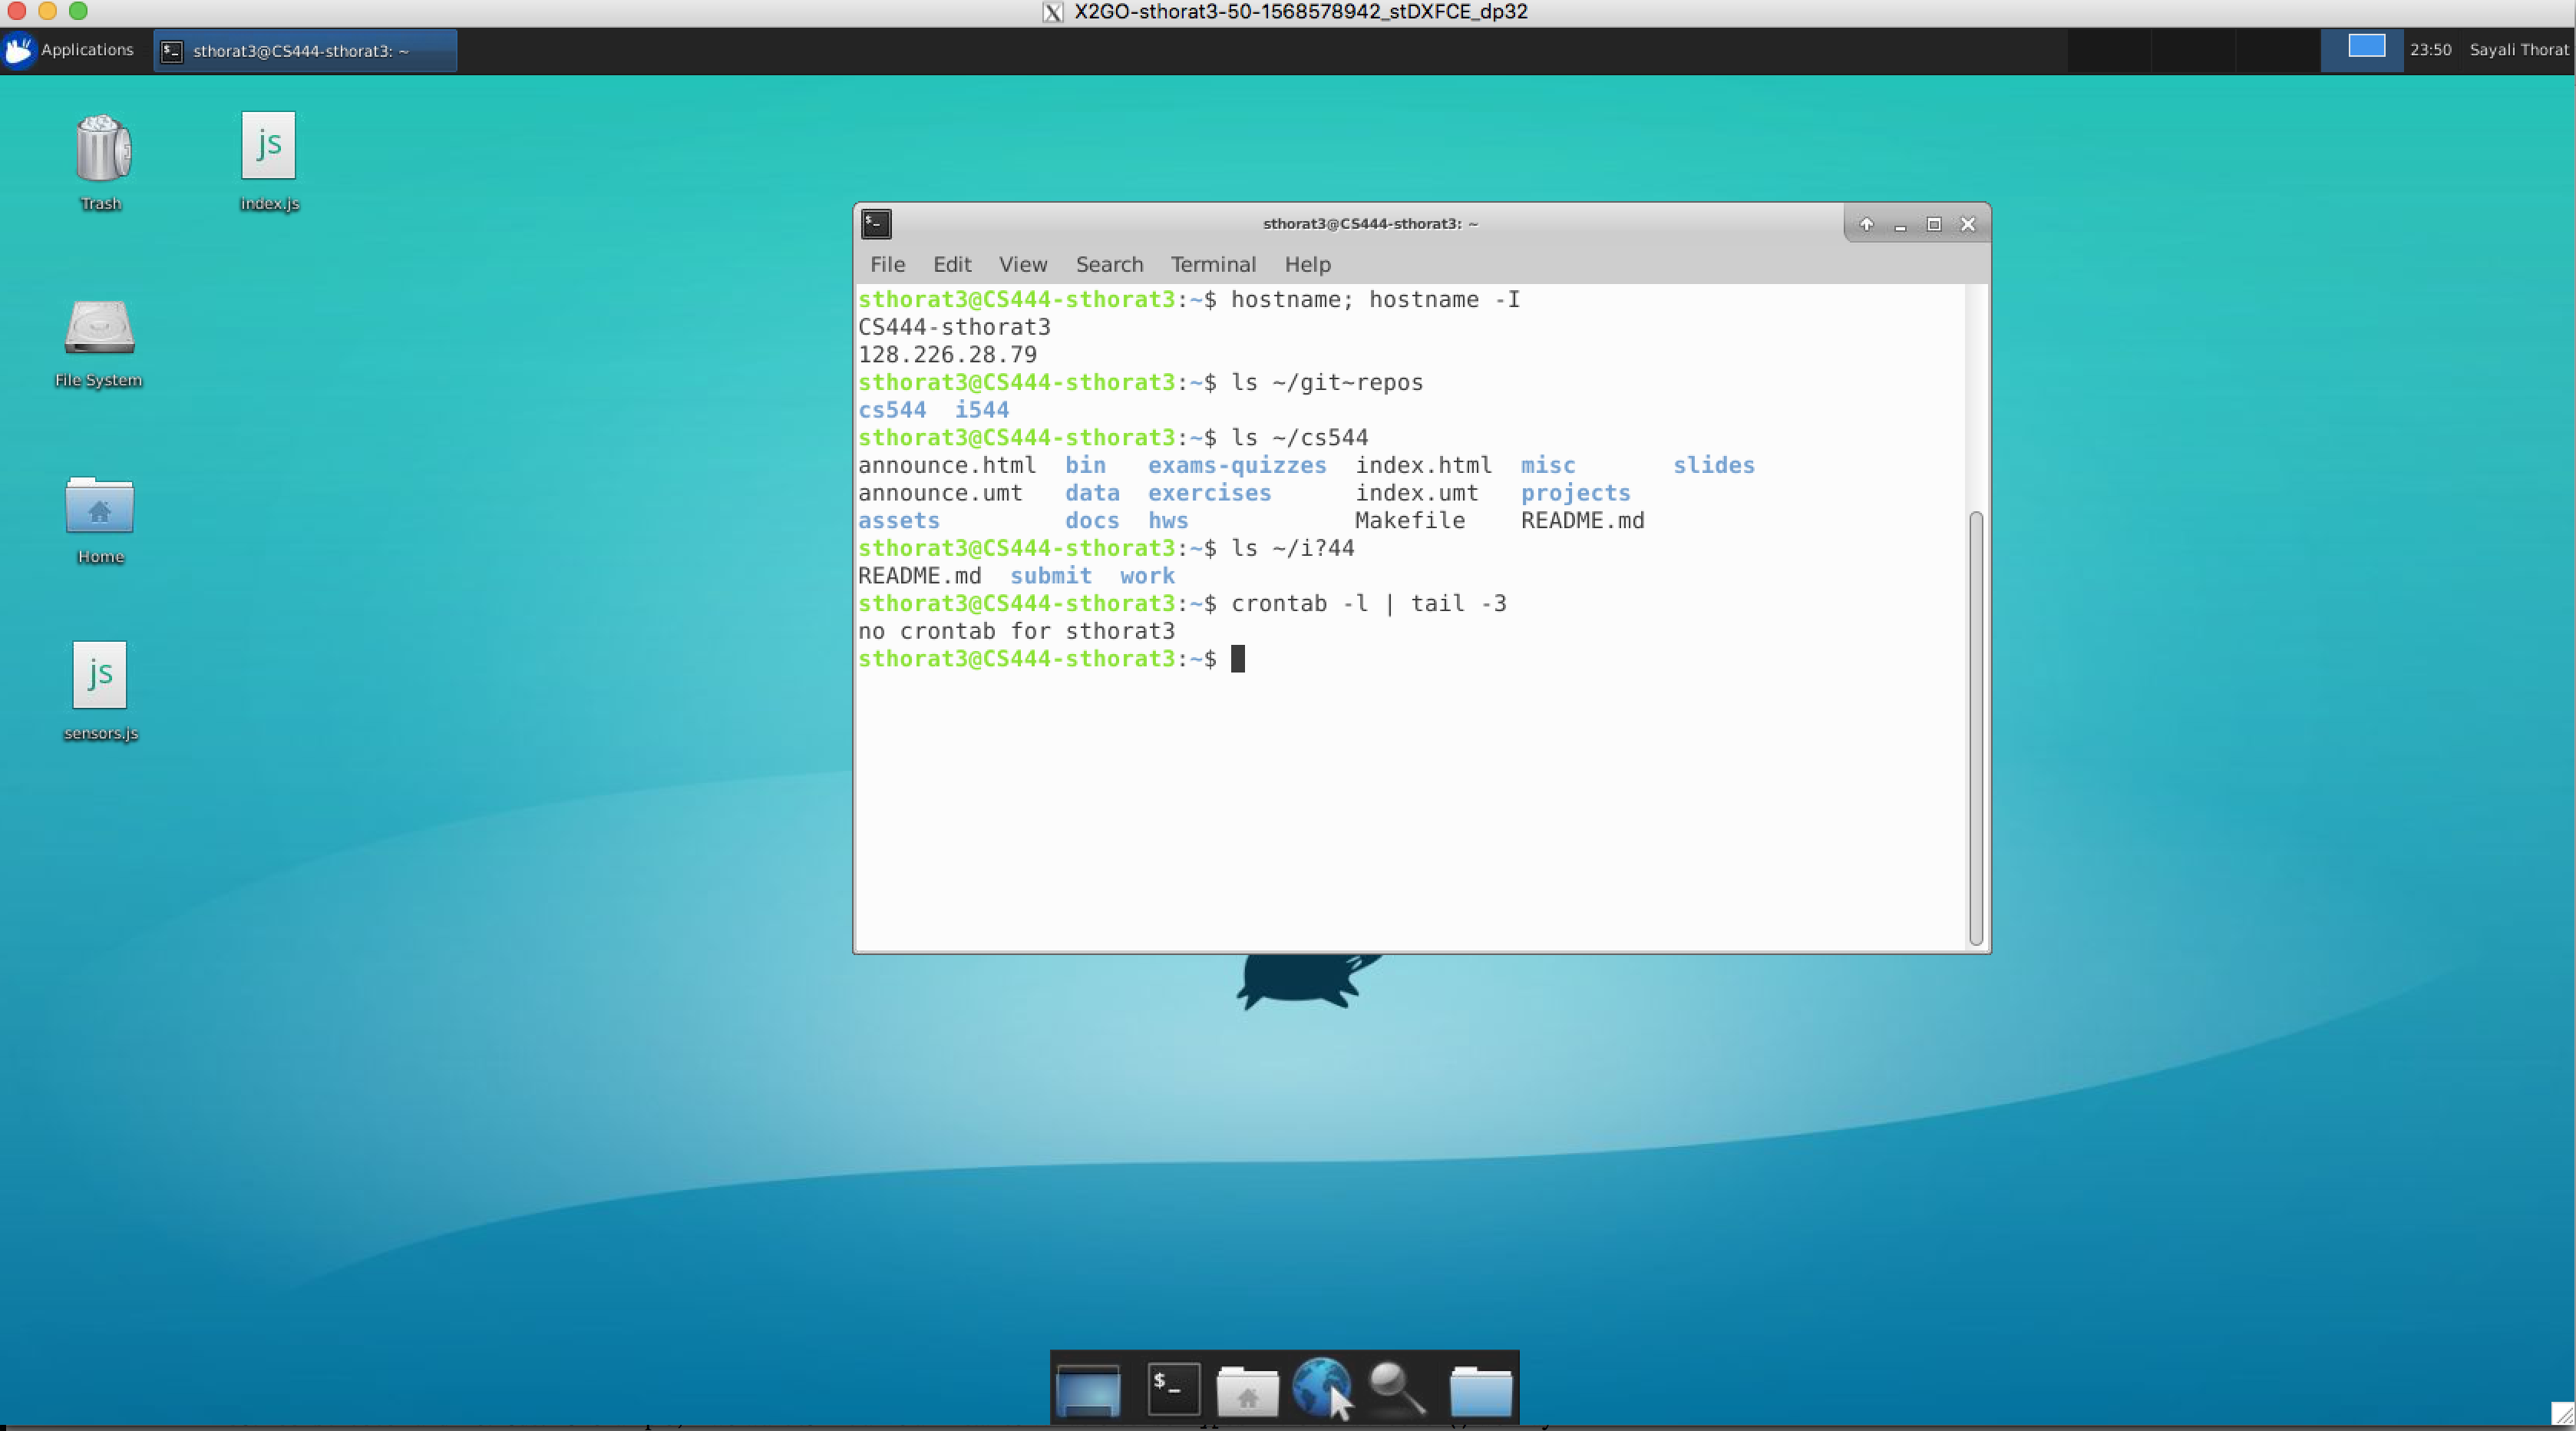 X2GO-sthorat3-50-1568578942_stDXFCE_dp32
Applications
sthorat3@CS444-sthorat3: ~
23:50
Sayali Thorat
Trash
js
index.js
File System
Home
js
sensors.js
sthorat3@CS444-sthorat3: ~
File Edit View Search Terminal Help
sthorat3@CS444-sthorat3:~$ hostname; hostname -I
CS444-sthorat3
128.226.28.79
sthorat3@CS444-sthorat3:~$ ls ~/git~repos
cs544 i544
sthorat3@CS444-sthorat3:~$ ls ~/cs544
announce.html bin exams-quizzes index.html misc slides
announce.umt data exercises index.umt projects
assets docs hws Makefile README.md
sthorat3@CS444-sthorat3:~$ ls ~/i?44
README.md submit work
sthorat3@CS444-sthorat3:~$ crontab -l | tail -3
no crontab for sthorat3
sthorat3@CS444-sthorat3:~$
$_